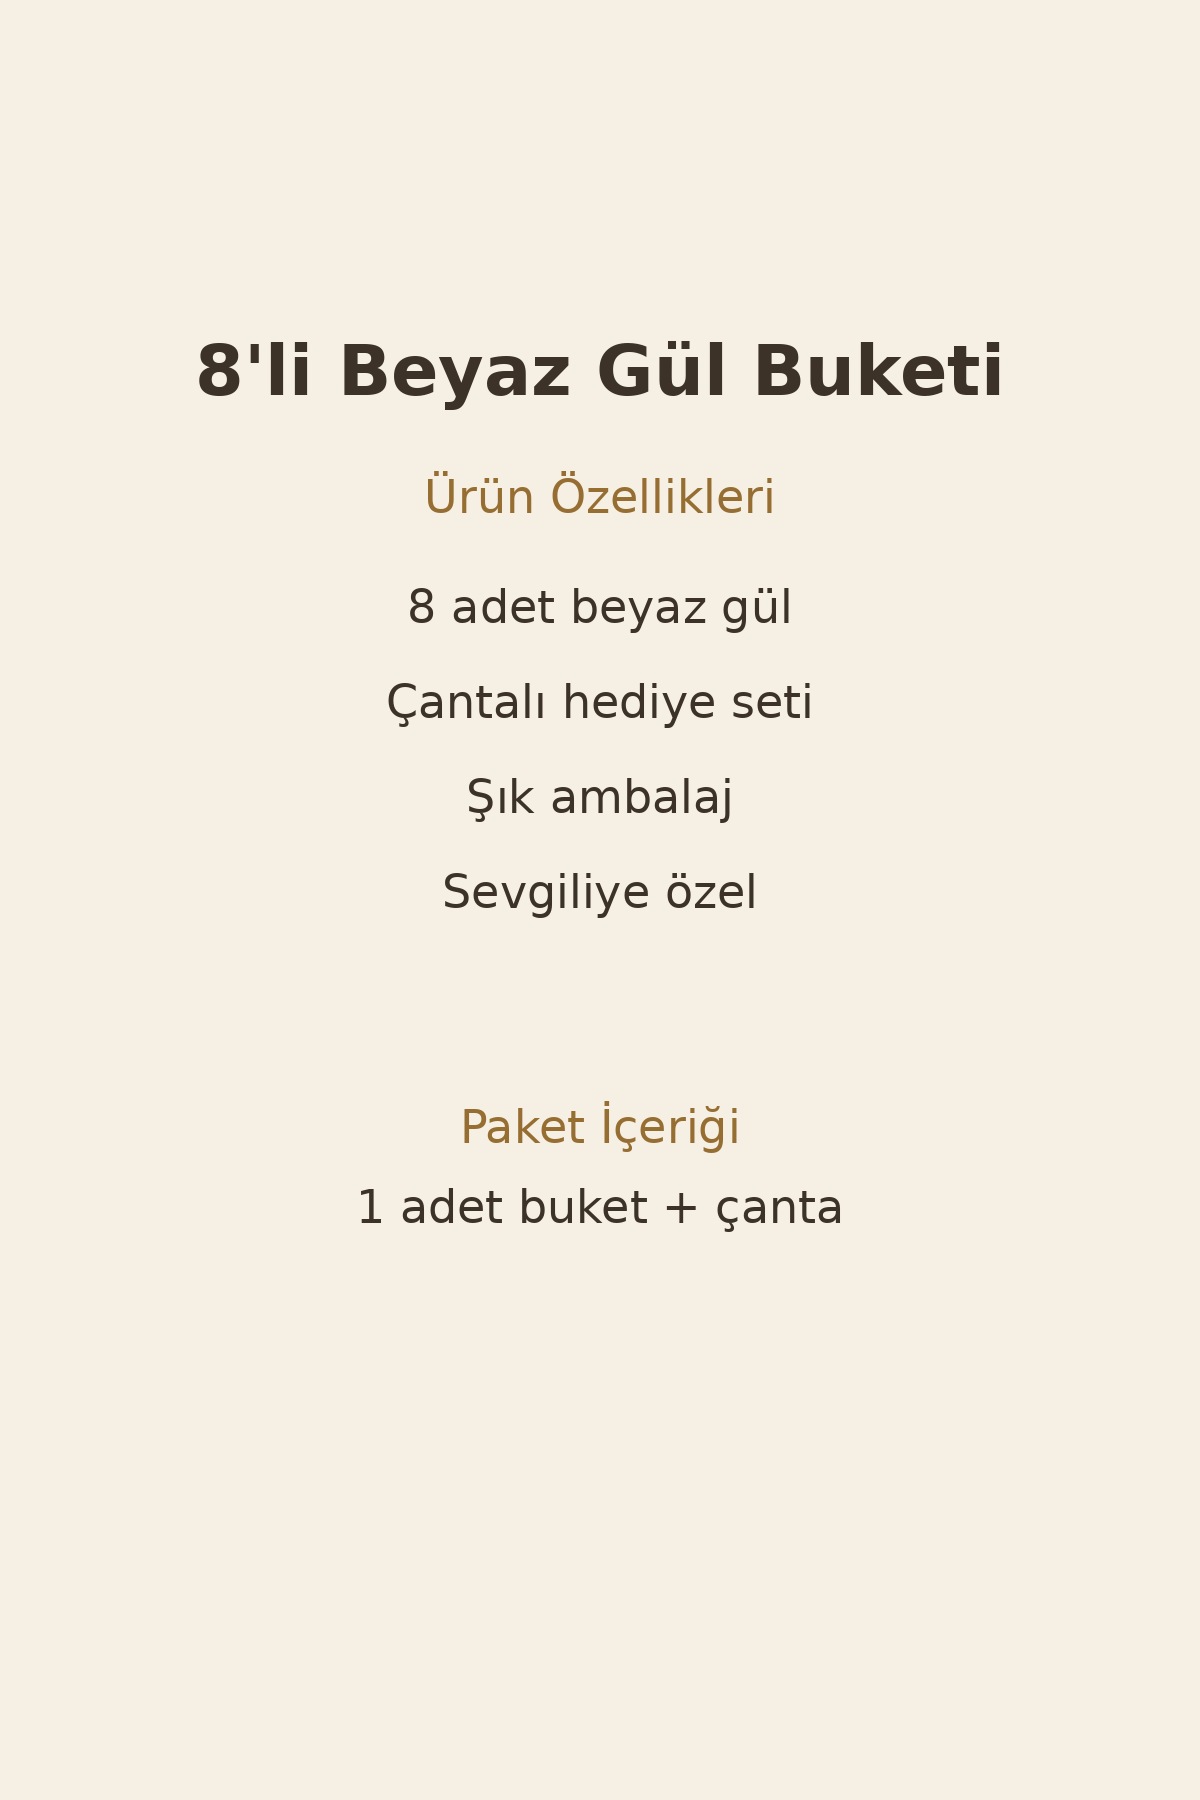 8'li Beyaz Gül Buketi
Ürün Özellikleri
8 adet beyaz gül
Çantalı hediye seti
Şık ambalaj
Sevgiliye özel
Paket İçeriği
1 adet buket + çanta